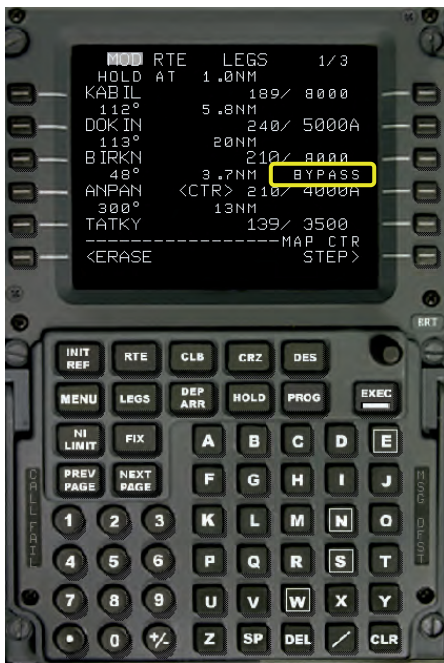 MOD RTE LEGS 1/3
HOLD AT 1.0NM
KABIL 189/ 8000
112° 5.8NM
DOKIN 240/ 5000A
113° 20NM
BIRKN 210/ 8000
48° 3.7NM BYPASS
ANPAN <CTR> 210/ 4000A
300° 13NM
TATKY 139/ 3500
----------------MAP CTR
<ERASE STEP>
BRT
INIT REF
RTE
CLB
CRZ
DES
MENU
LEGS
DEP ARR
HOLD
PROG
EXEC
N1 LIMIT
FIX
A B C D E
PREV PAGE
NEXT PAGE
F G H I J
1 2 3
K L M N O
4 5 6
P Q R S T
7 8 9
U V W X Y
. 0 +/-
Z SP DEL / CLR
CALL
FAIL
MSG
OFST